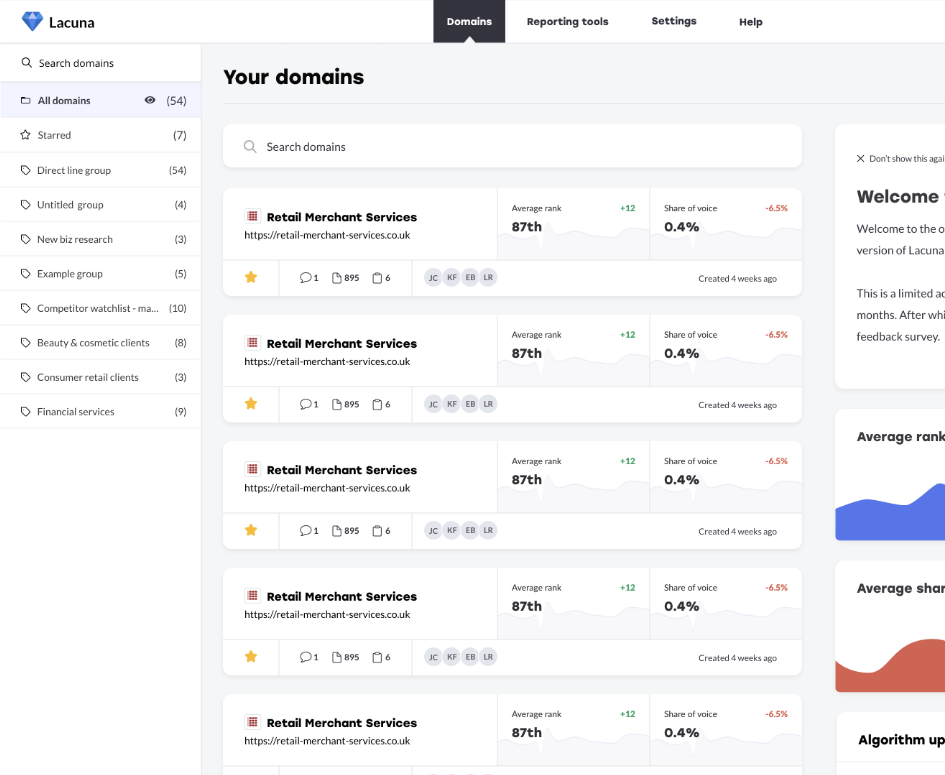 Lacuna
Domains
Reporting tools
Settings
Help
Search domains
All domains (54)
Starred (7)
Direct line group (54)
Untitled group (4)
New biz research (3)
Example group (5)
Competitor watchlist - ma... (10)
Beauty & cosmetic clients (8)
Consumer retail clients (3)
Financial services (9)
Your domains
Search domains
Retail Merchant Services
https://retail-merchant-services.co.uk
Average rank +12
87th
Share of voice -6.5%
0.4%
1 895 6
JC KF EB LR
Created 4 weeks ago
Retail Merchant Services
https://retail-merchant-services.co.uk
Average rank +12
87th
Share of voice -6.5%
0.4%
1 895 6
JC KF EB LR
Created 4 weeks ago
Retail Merchant Services
https://retail-merchant-services.co.uk
Average rank +12
87th
Share of voice -6.5%
0.4%
1 895 6
JC KF EB LR
Created 4 weeks ago
Retail Merchant Services
https://retail-merchant-services.co.uk
Average rank +12
87th
Share of voice -6.5%
0.4%
1 895 6
JC KF EB LR
Created 4 weeks ago
Retail Merchant Services
https://retail-merchant-services.co.uk
Average rank +12
87th
Share of voice -6.5%
0.4%
Don't show this agai
Welcome
Welcome to the o
version of Lacuna
This is a limited ac
months. After whi
feedback survey.
Average rank
Average shar
Algorithm up